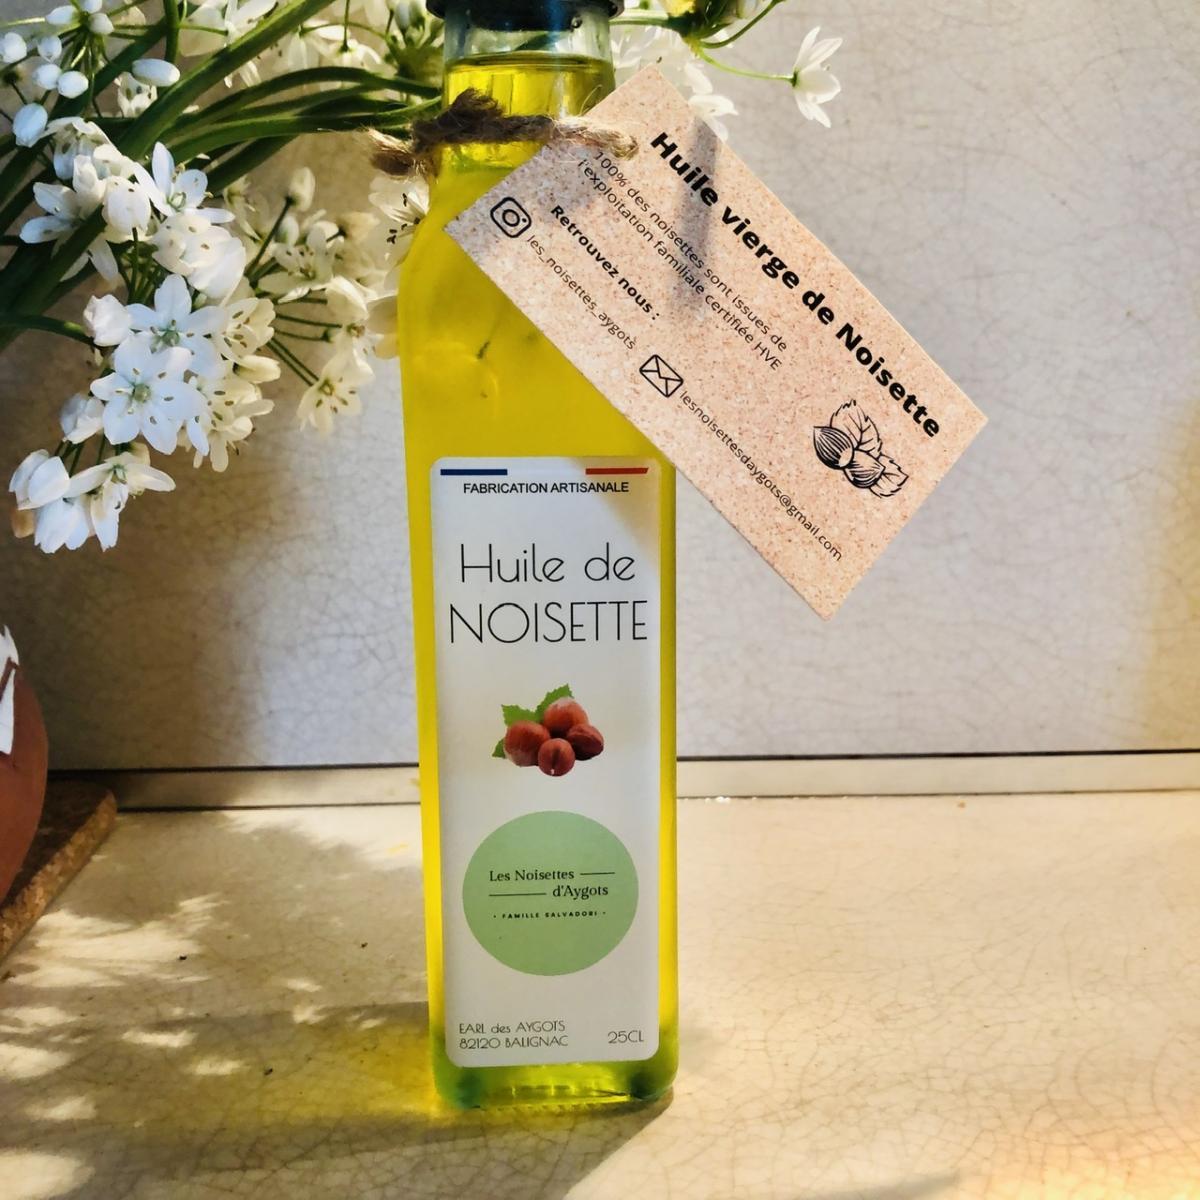 Huile vierge de Noisette
100% des noisettes sont issues de
l'exploitation familiale certifiée HVE
Retrouvez nous :
les_noisettes_aygots
lesnoisettesdaygots@gmail.com
FABRICATION ARTISANALE
Huile de
NOISETTE
Les Noisettes
d'Aygots
• FAMILLE SALVADORI •
EARL des AYGOTS
82120 BALIGNAC
25CL